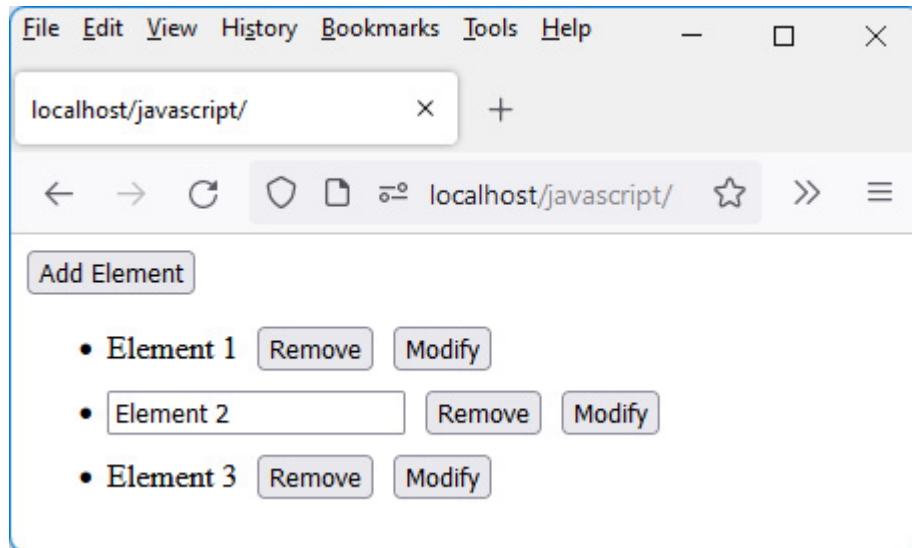 File Edit View History Bookmarks Tools Help
localhost/javascript/
localhost/javascript/
Add Element
• Element 1 Remove Modify
• Element 2 Remove Modify
• Element 3 Remove Modify